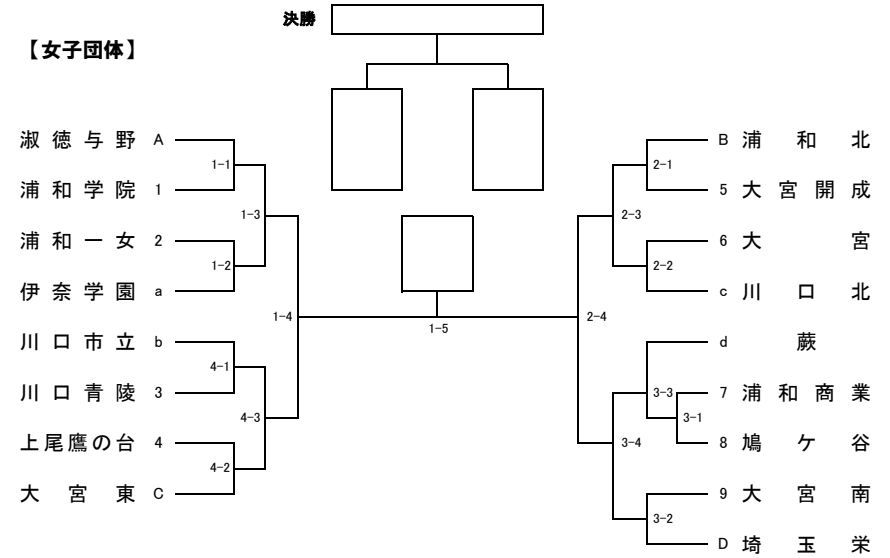 決勝
【女子団体】
淑徳与野 A
1-1
浦和学院 1
1-3
浦和一女 2
1-2
伊奈学園 a
1-4
川口市立 b
4-1
川口青陵 3
4-3
上尾鷹の台 4
4-2
大宮東 C
1-5
B 浦和北
2-1
5 大宮開成
2-3
6 大宮
2-2
c 川口北
2-4
d 蕨
3-3
7 浦和商業
3-1
8 鳩ケ谷
3-4
9 大宮南
3-2
D 埼玉栄